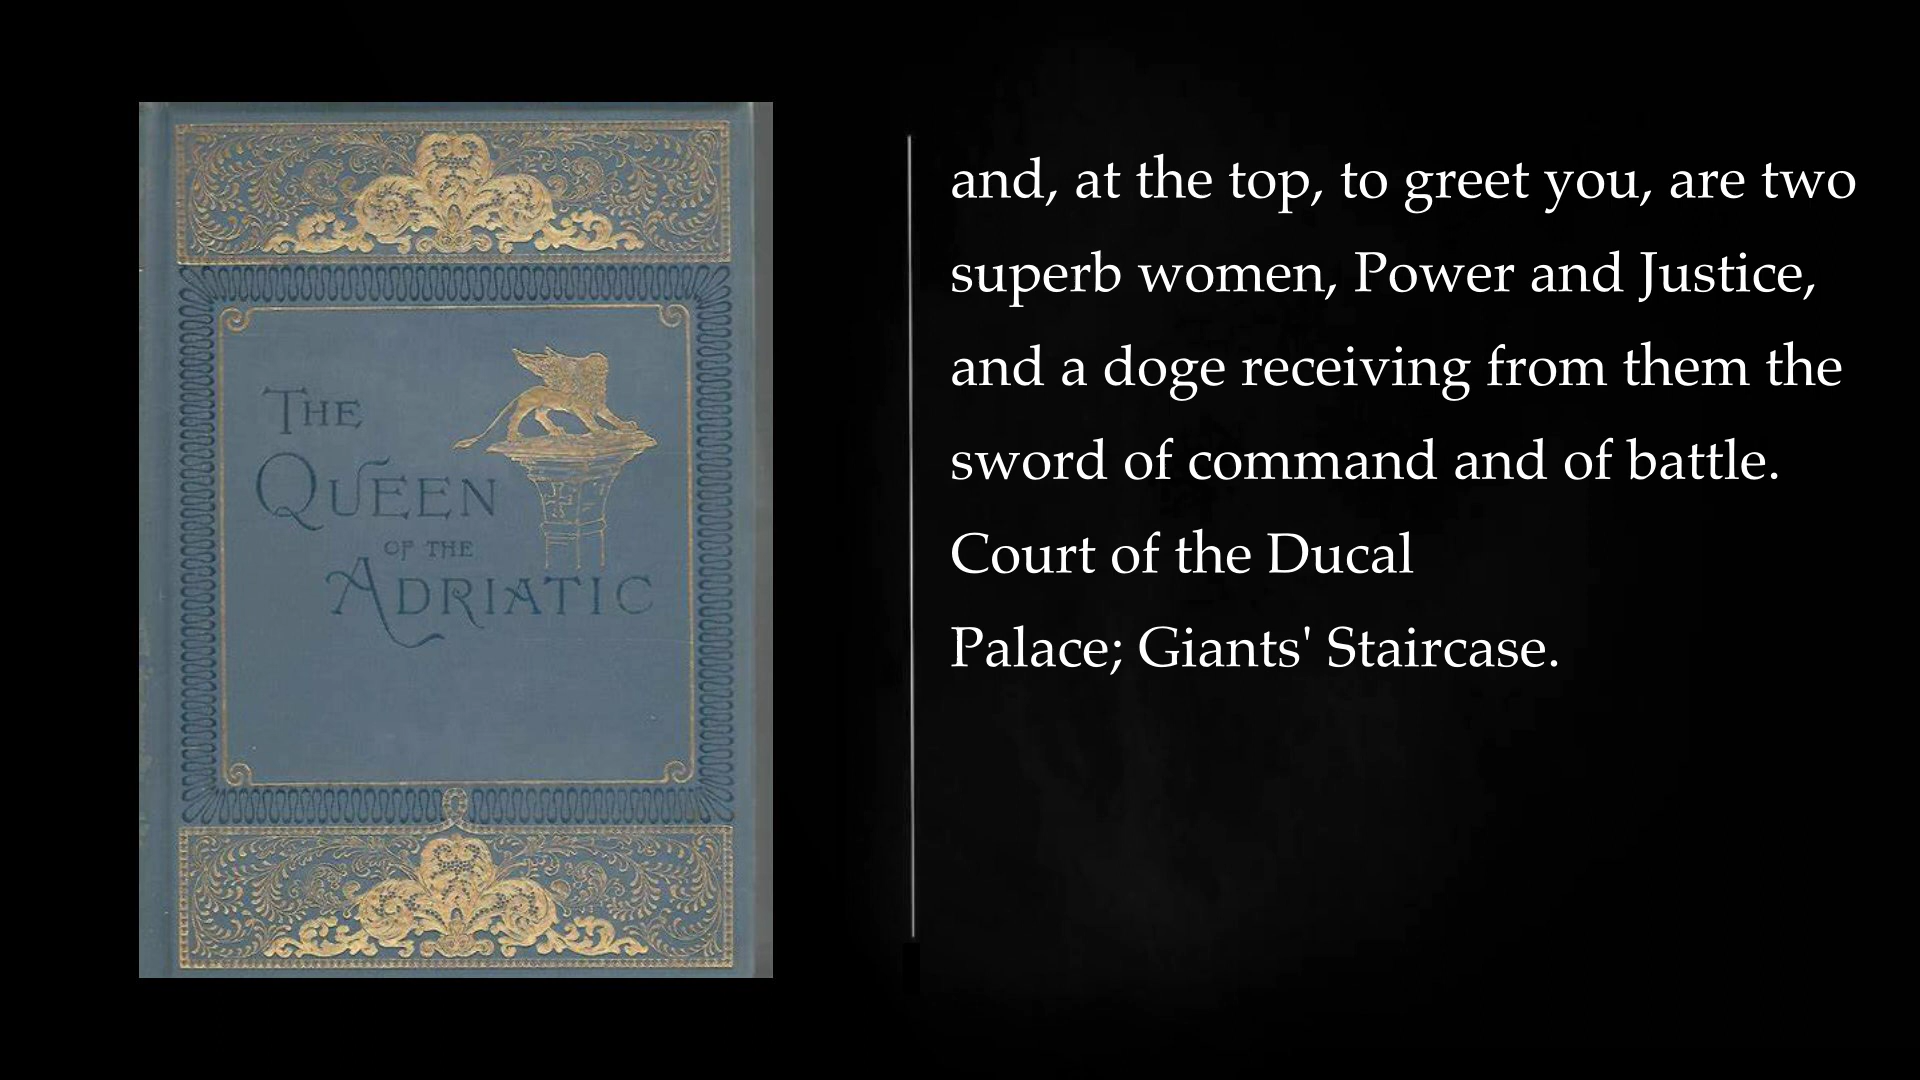 THE
QUEEN
OF THE
ADRIATIC
and, at the top, to greet you, are two
superb women, Power and Justice,
and a doge receiving from them the
sword of command and of battle.
Court of the Ducal
Palace; Giants' Staircase.